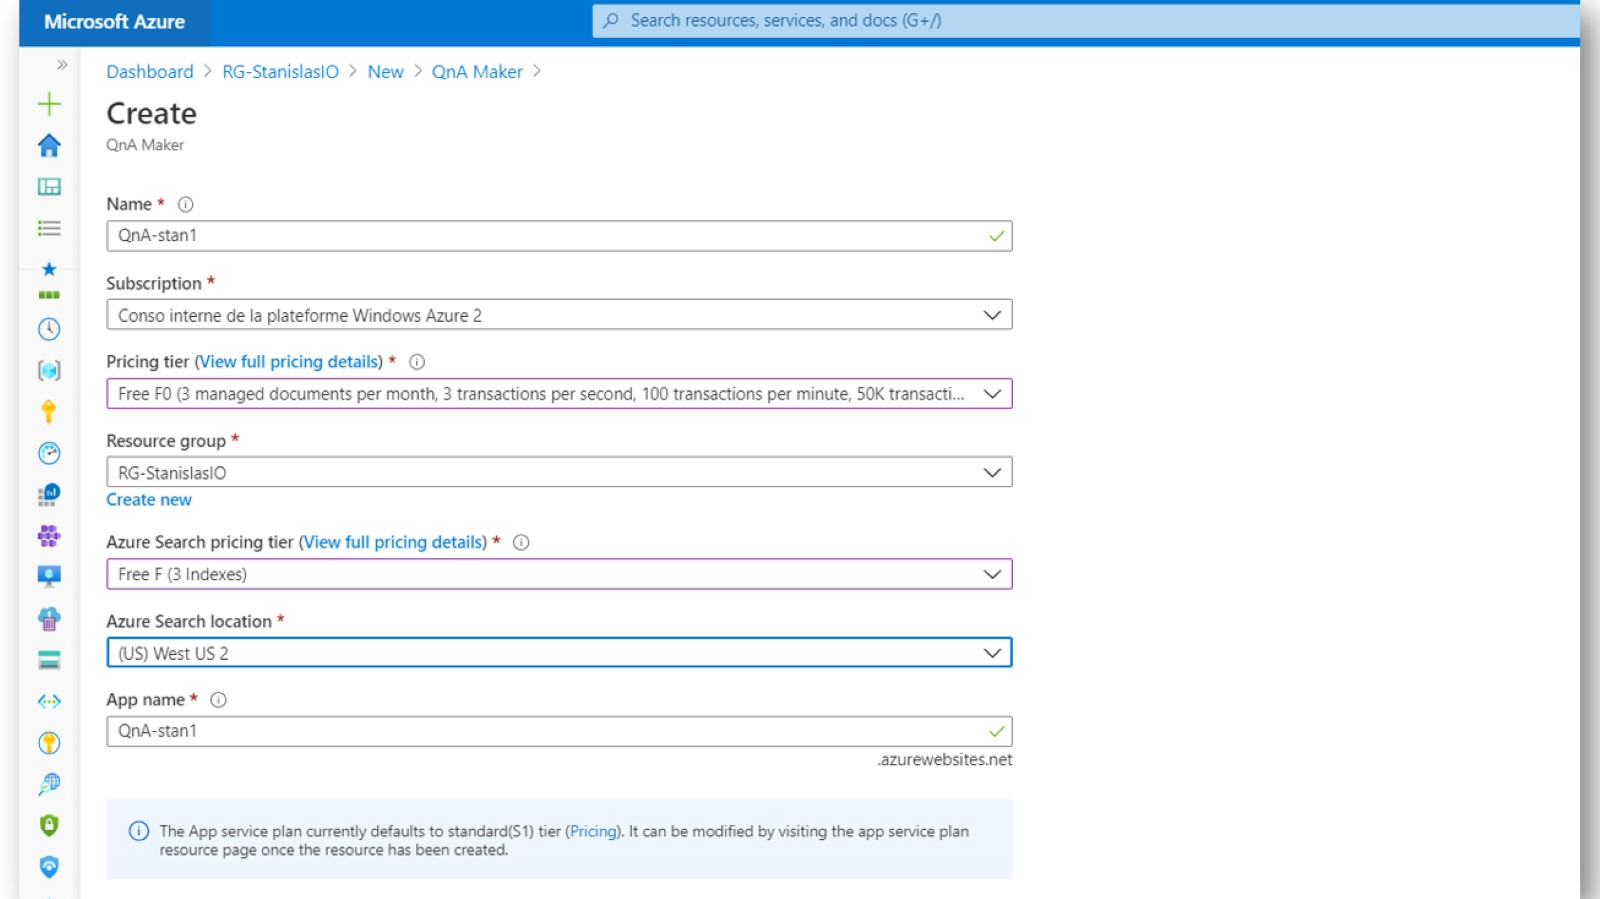 Microsoft Azure
Search resources, services, and docs (G+/)
Dashboard > RG-StanislasIO > New > QnA Maker >
Create
QnA Maker
Name *
QnA-stan1
Subscription *
Conso interne de la plateforme Windows Azure 2
Pricing tier (View full pricing details) *
Free F0 (3 managed documents per month, 3 transactions per second, 100 transactions per minute, 50K transacti...
Resource group *
RG-StanislasIO
Create new
Azure Search pricing tier (View full pricing details) *
Free F (3 Indexes)
Azure Search location *
(US) West US 2
App name *
QnA-stan1
.azurewebsites.net
The App service plan currently defaults to standard(S1) tier (Pricing). It can be modified by visiting the app service plan
resource page once the resource has been created.